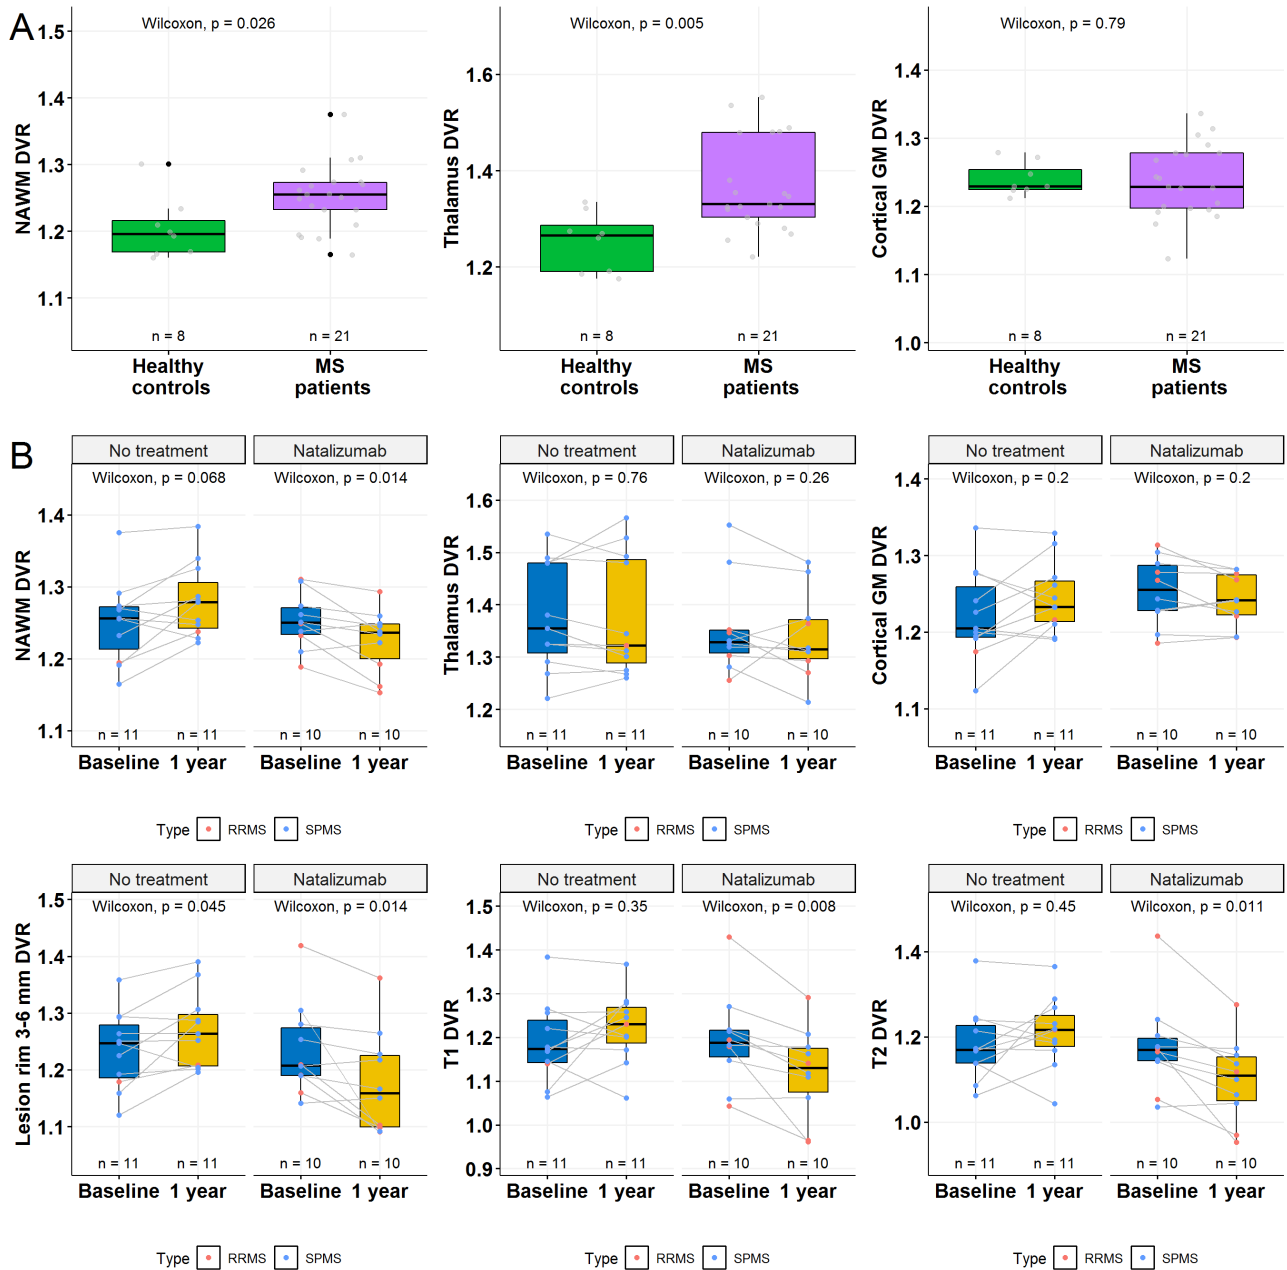 A
Wilcoxon, p = 0.026
NAWM DVR
1.5
1.4
1.3
1.2
1.1
n = 8
n = 21
Healthy
controls
MS
patients
Wilcoxon, p = 0.005
Thalamus DVR
1.6
1.4
1.2
n = 8
n = 21
Healthy
controls
MS
patients
Wilcoxon, p = 0.79
Cortical GM DVR
1.4
1.3
1.2
1.1
1.0
n = 8
n = 21
Healthy
controls
MS
patients
B
No treatment
Natalizumab
Wilcoxon, p = 0.068
Wilcoxon, p = 0.014
NAWM DVR
1.4
1.3
1.2
1.1
n = 11
n = 11
n = 10
n = 10
Baseline 1 year
Baseline 1 year
Type RRMS SPMS
No treatment
Natalizumab
Wilcoxon, p = 0.76
Wilcoxon, p = 0.26
Thalamus DVR
1.6
1.5
1.4
1.3
1.2
n = 11
n = 11
n = 10
n = 10
Baseline 1 year
Baseline 1 year
Type RRMS SPMS
No treatment
Natalizumab
Wilcoxon, p = 0.2
Wilcoxon, p = 0.2
Cortical GM DVR
1.4
1.3
1.2
1.1
n = 11
n = 11
n = 10
n = 10
Baseline 1 year
Baseline 1 year
Type RRMS SPMS
No treatment
Natalizumab
Wilcoxon, p = 0.045
Wilcoxon, p = 0.014
Lesion rim 3-6 mm DVR
1.5
1.4
1.3
1.2
1.1
n = 11
n = 11
n = 10
n = 10
Baseline 1 year
Baseline 1 year
Type RRMS SPMS
No treatment
Natalizumab
Wilcoxon, p = 0.35
Wilcoxon, p = 0.008
T1 DVR
1.5
1.4
1.3
1.2
1.1
1.0
0.9
n = 11
n = 11
n = 10
n = 10
Baseline 1 year
Baseline 1 year
Type RRMS SPMS
No treatment
Natalizumab
Wilcoxon, p = 0.45
Wilcoxon, p = 0.011
T2 DVR
1.4
1.2
1.0
n = 11
n = 11
n = 10
n = 10
Baseline 1 year
Baseline 1 year
Type RRMS SPMS